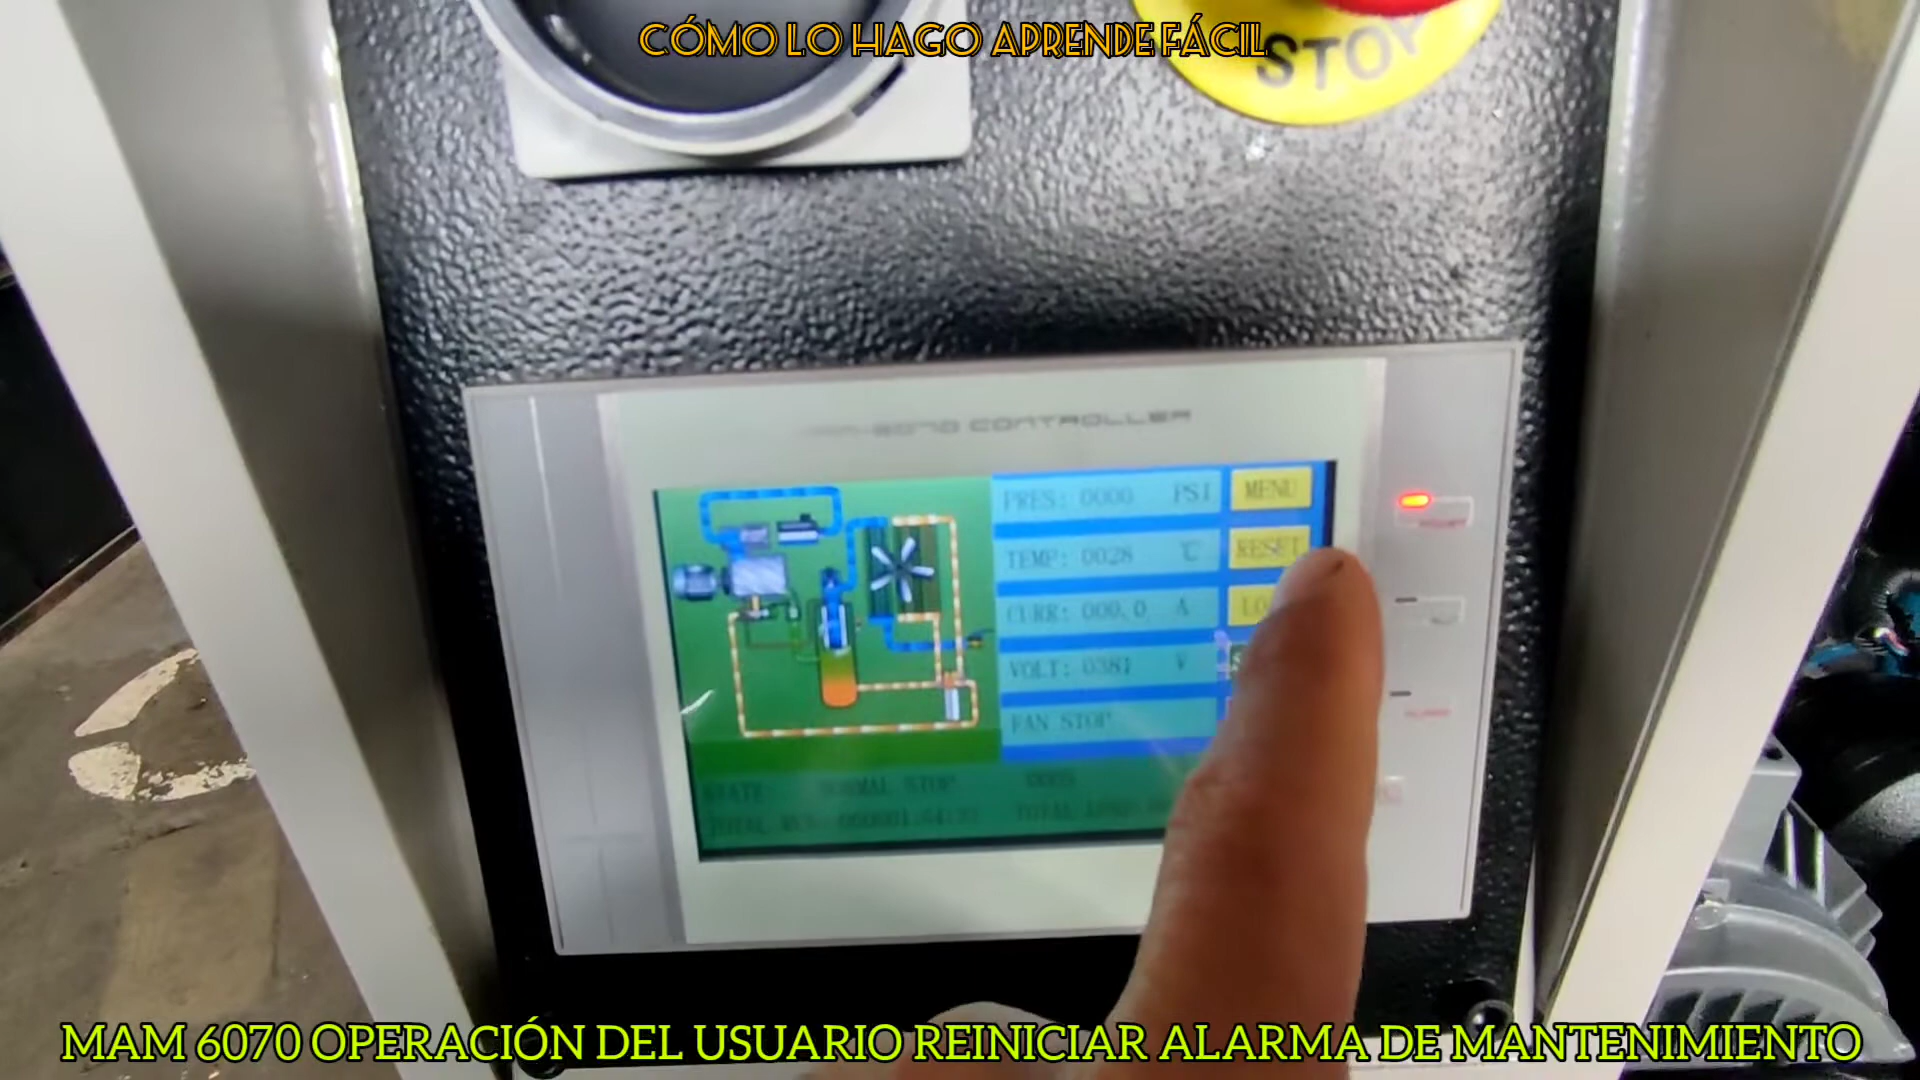 CÓMO LO HAGO APRENDE FÁCIL
STOP
CONTROLLER
PRES: 0000 PSI
MENU
TEMP: 0028 ℃
RESET
CURR: 000.0 A
VOLT: 0381 V
FAN STOP
STATE: NORMAL STOP
MAM 6070 OPERACIÓN DEL USUARIO REINICIAR ALARMA DE MANTENIMIENTO